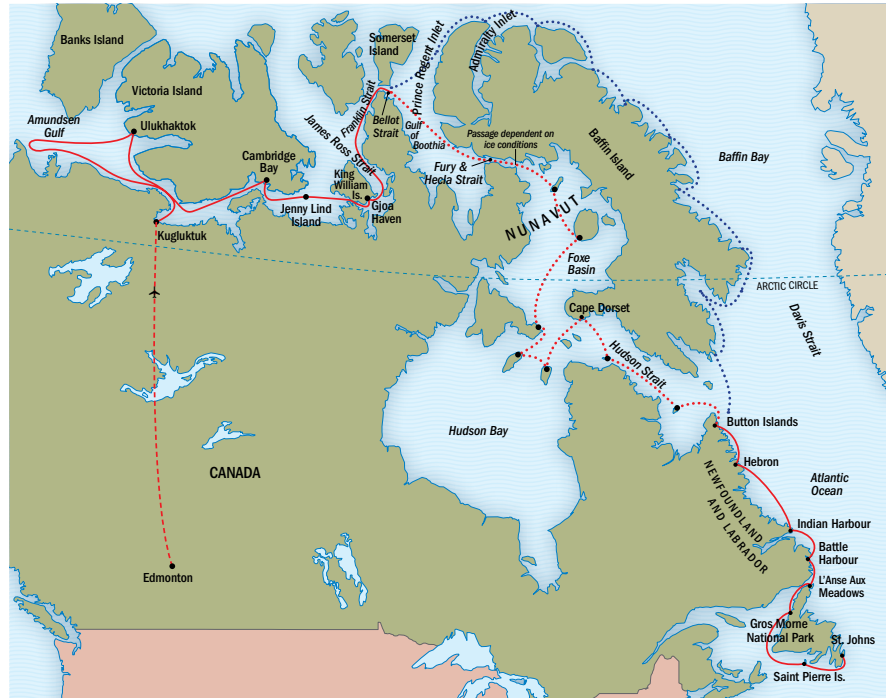 Banks Island
Victoria Island
Amundsen
Gulf
Ulukhaktok
Somerset
Island
Prince Regent Inlet
Admiralty Inlet
Franklin Strait
Bellot
Strait
James Ross Strait
Gulf
of
Boothia
Passage dependent on
ice conditions
Fury &
Hecla Strait
Baffin Island
Baffin Bay
Cambridge
Bay
King
William
Is.
Jenny Lind
Island
Gjoa
Haven
Kugluktuk
NUNAVUT
Foxe
Basin
ARCTIC CIRCLE
Davis Strait
Cape Dorset
Hudson Strait
Hudson Bay
Button Islands
CANADA
Hebron
NEWFOUNDLAND
AND LABRADOR
Atlantic
Ocean
Indian Harbour
Battle
Harbour
Edmonton
L'Anse Aux
Meadows
Gros Morne
National Park
St. Johns
Saint Pierre Is.